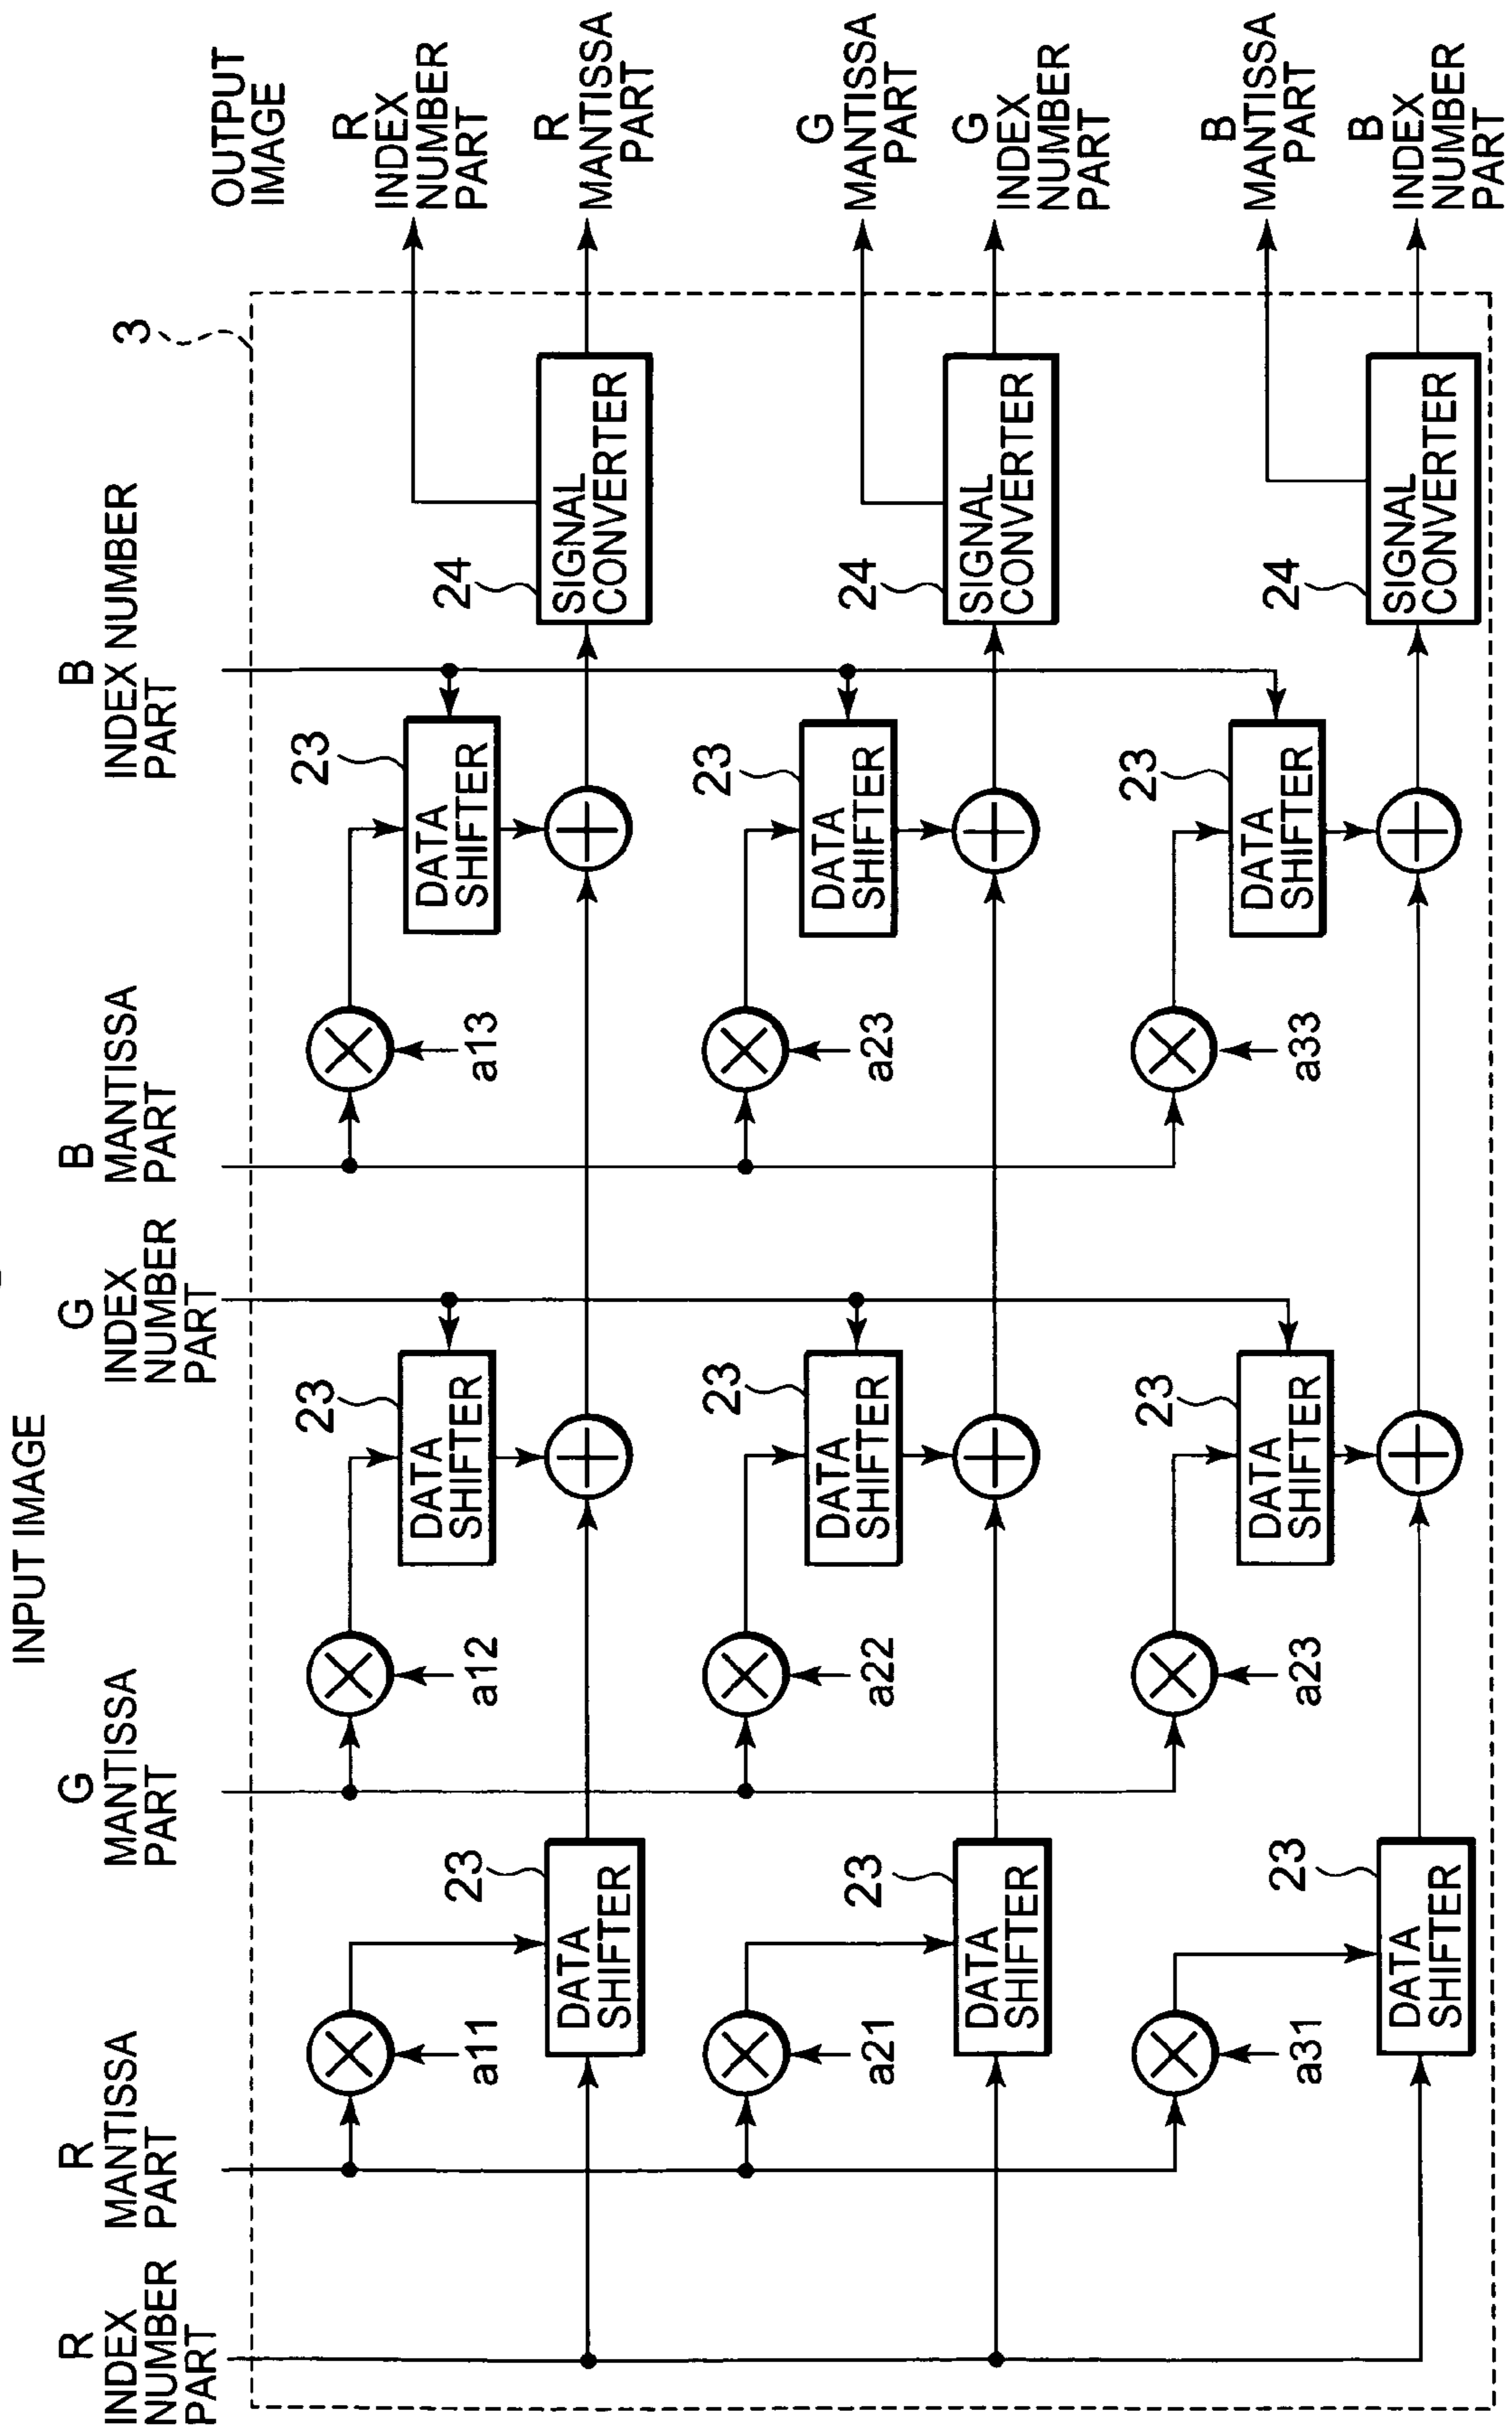 INPUT IMAGE
R
INDEX
NUMBER
PART
R
MANTISSA
PART
G
MANTISSA
PART
G
INDEX
NUMBER
PART
B
MANTISSA
PART
B
INDEX NUMBER
PART
OUTPUT
IMAGE
3
a11
23
DATA
SHIFTER
a12
23
DATA
SHIFTER
a13
23
DATA
SHIFTER
24
SIGNAL
CONVERTER
R
INDEX
NUMBER
PART
R
MANTISSA
PART
a21
23
DATA
SHIFTER
a22
23
DATA
SHIFTER
a23
23
DATA
SHIFTER
24
SIGNAL
CONVERTER
G
MANTISSA
PART
G
INDEX
NUMBER
PART
a31
23
DATA
SHIFTER
a23
23
DATA
SHIFTER
a33
23
DATA
SHIFTER
24
SIGNAL
CONVERTER
B
MANTISSA
PART
B
INDEX
NUMBER
PART